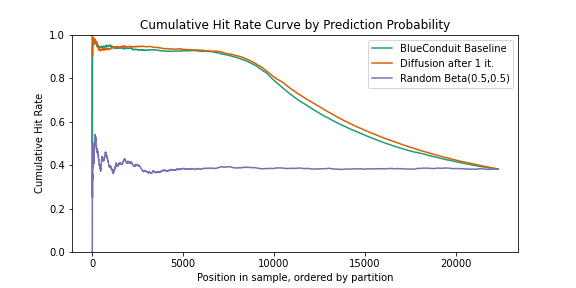 Cumulative Hit Rate Curve by Prediction Probability
1.0
0.8
0.6
0.4
0.2
0.0
Cumulative Hit Rate
BlueConduit Baseline
Diffusion after 1 it.
Random Beta(0.5,0.5)
0
5000
10000
15000
20000
Position in sample, ordered by partition